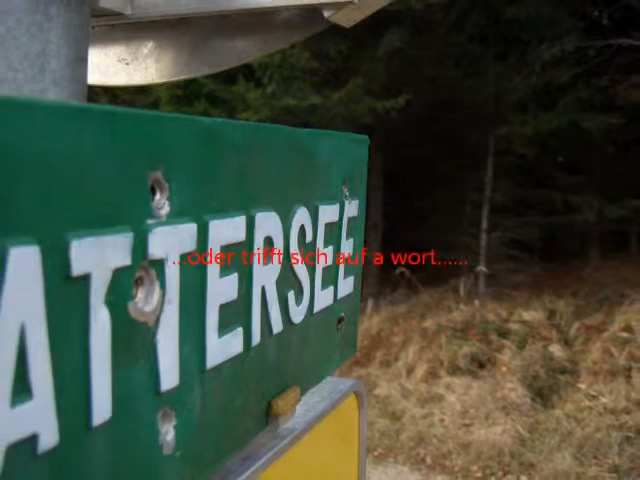 ATTERSEE
...oder trifft sich auf a wort......